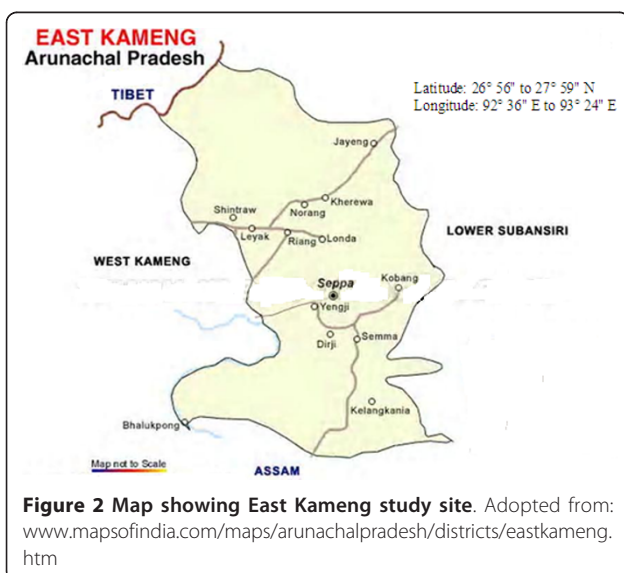 EAST KAMENG
Arunachal Pradesh
TIBET
Latitude: 26° 56" to 27° 59" N
Longitude: 92° 36" E to 93° 24" E
Jayeng
Kherewa
Norang
Shintraw
Leyak
Riang
Londa
LOWER SUBANSIRI
WEST KAMENG
Seppa
Kobang
Yengji
Dirji
Semma
Kelangkania
Bhalukpong
Map not to Scale
ASSAM
Figure 2 Map showing East Kameng study site. Adopted from:
www.mapsofindia.com/maps/arunachalpradesh/districts/eastkameng.
htm